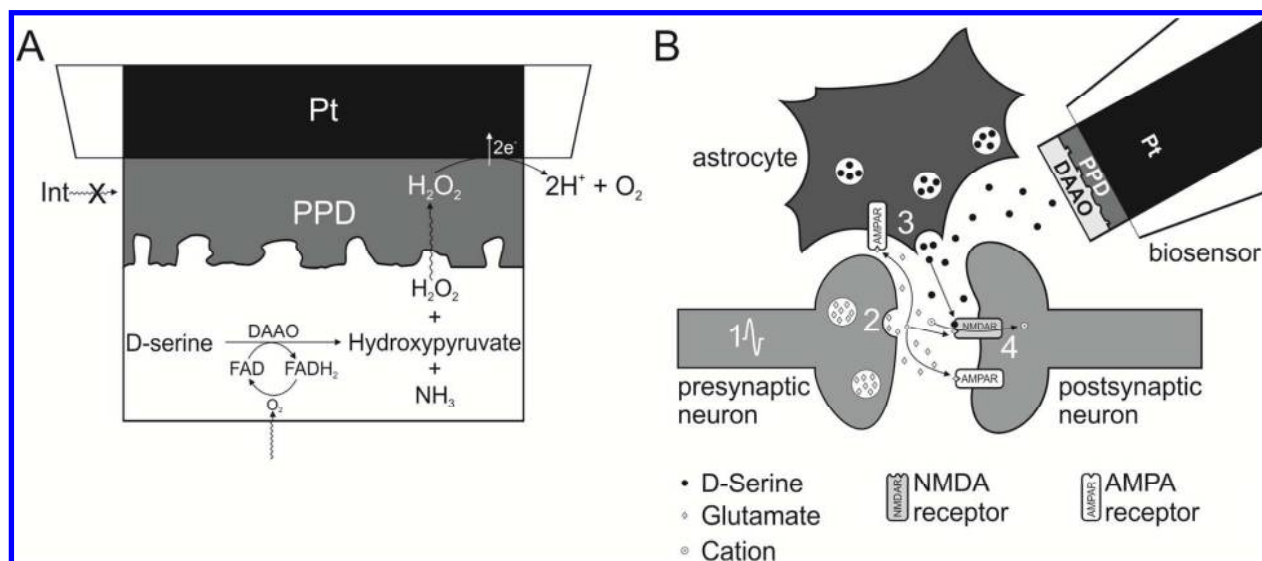 A
Pt
2e⁻
Int
X
H₂O₂
2H⁺ + O₂
PPD
H₂O₂
+
D-serine
DAAO
Hydroxypyruvate
FAD
FADH₂
+
O₂
NH₃
B
astrocyte
3
AMPAR
Pt
PPD
DAAO
biosensor
1
2
NMDAR
4
AMPAR
presynaptic
neuron
postsynaptic
neuron
D-Serine
Glutamate
Cation
NMDAR
NMDA
receptor
AMPAR
AMPA
receptor